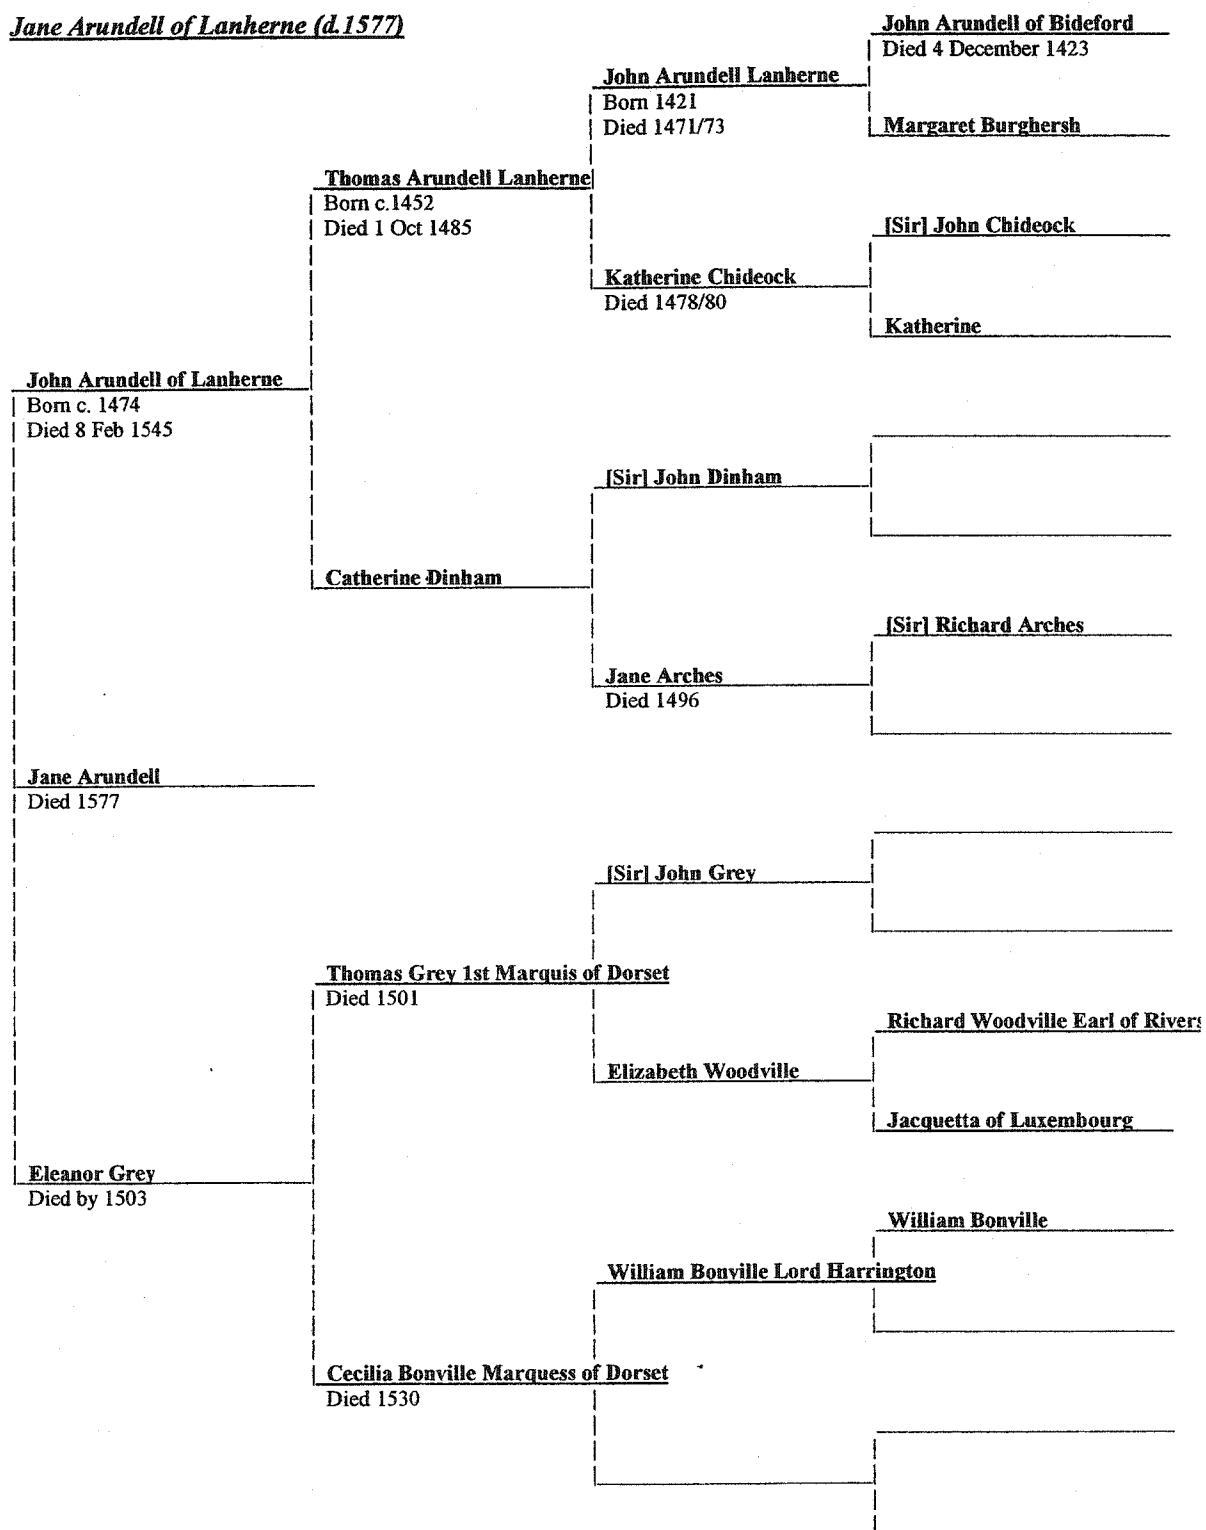 Jane Arundell of Lanherne (d.1577)
John Arundell of Bideford
Died 4 December 1423
John Arundell Lanherne
Born 1421
Died 1471/73
Margaret Burghersh
Thomas Arundell Lanherne
Born c.1452
Died 1 Oct 1485
[Sir] John Chideock
Katherine Chideock
Died 1478/80
Katherine
John Arundell of Lanherne
Born c. 1474
Died 8 Feb 1545
[Sir] John Dinham
Catherine Dinham
[Sir] Richard Arches
Jane Arches
Died 1496
Jane Arundell
Died 1577
[Sir] John Grey
Thomas Grey 1st Marquis of Dorset
Died 1501
Richard Woodville Earl of Rivers
Elizabeth Woodville
Jacquetta of Luxembourg
Eleanor Grey
Died by 1503
William Bonville
William Bonville Lord Harrington
Cecilia Bonville Marquess of Dorset
Died 1530